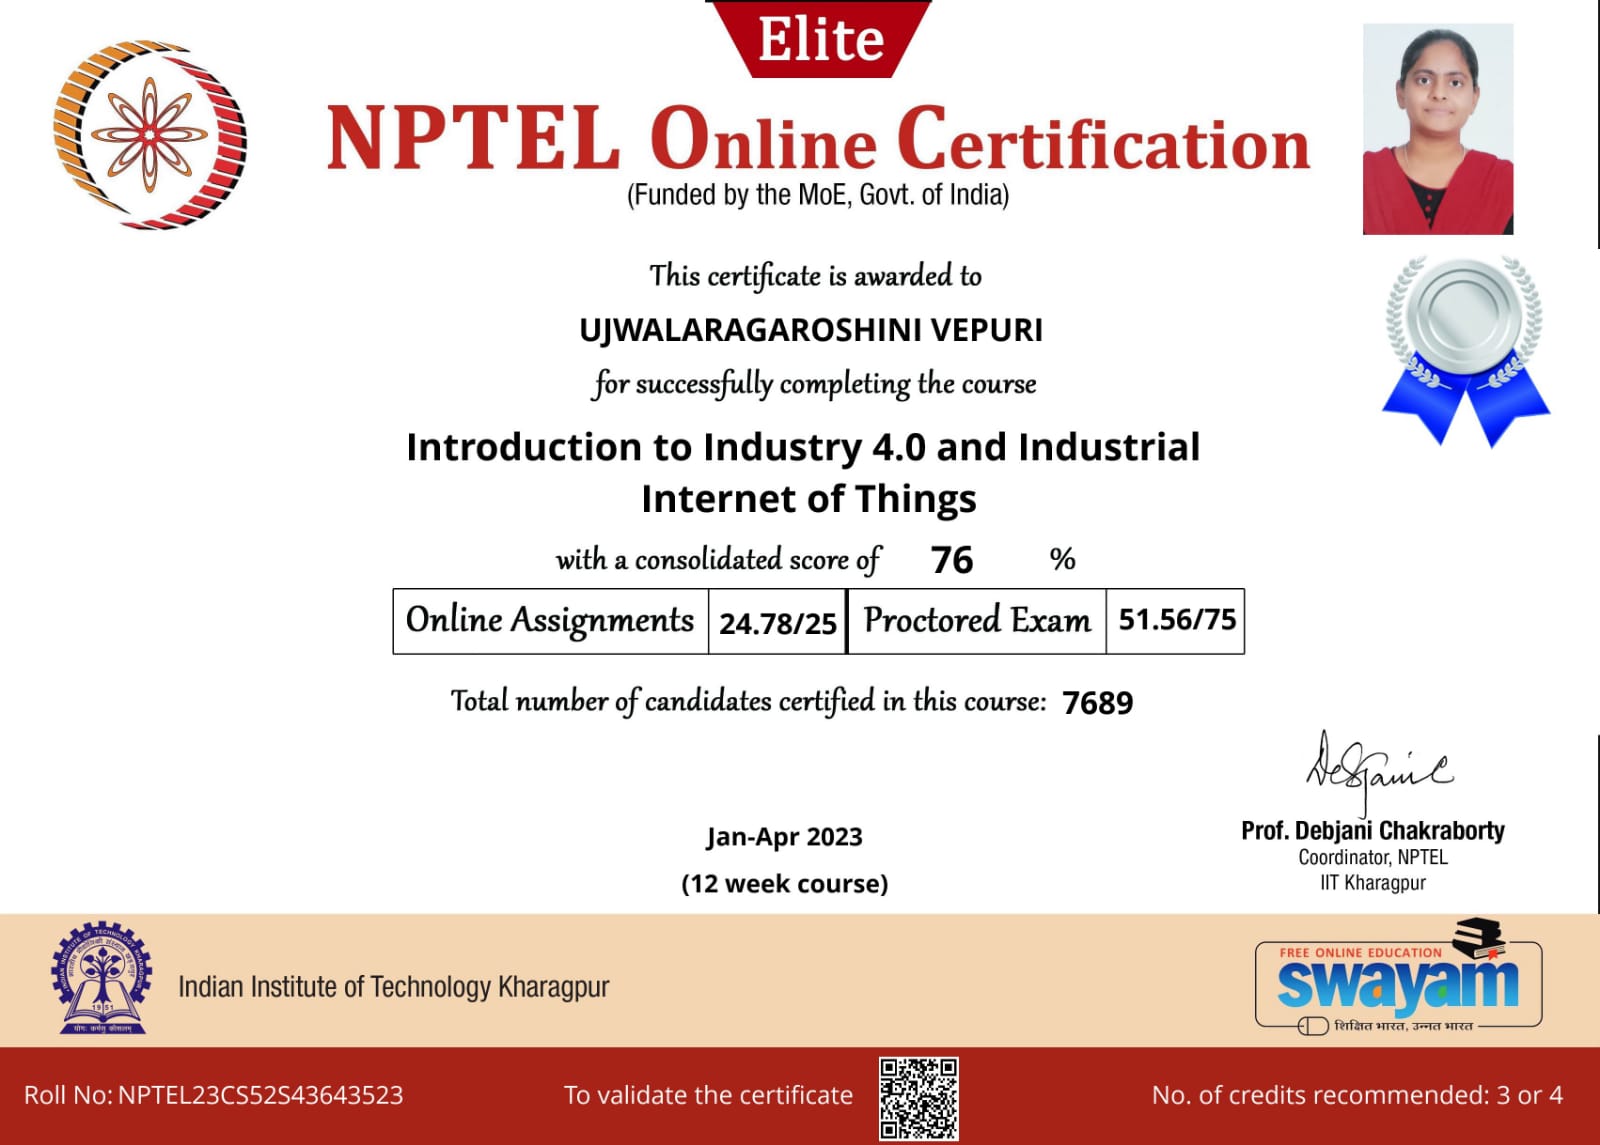 Elite
NPTEL Online Certification
(Funded by the MoE, Govt. of India)
This certificate is awarded to
UJWALARAGAROSHINI VEPURI
for successfully completing the course
Introduction to Industry 4.0 and Industrial
Internet of Things
with a consolidated score of 76 %
Online Assignments 24.78/25 Proctored Exam 51.56/75
Total number of candidates certified in this course: 7689
Jan-Apr 2023
(12 week course)
Prof. Debjani Chakraborty
Coordinator, NPTEL
IIT Kharagpur
INDIAN INSTITUTE OF TECHNOLOGY KHARAGPUR
1951
योगः कर्मसु कौशलम्
Indian Institute of Technology Kharagpur
FREE ONLINE EDUCATION
swayam
शिक्षित भारत, उन्नत भारत
Roll No: NPTEL23CS52S43643523
To validate the certificate
No. of credits recommended: 3 or 4